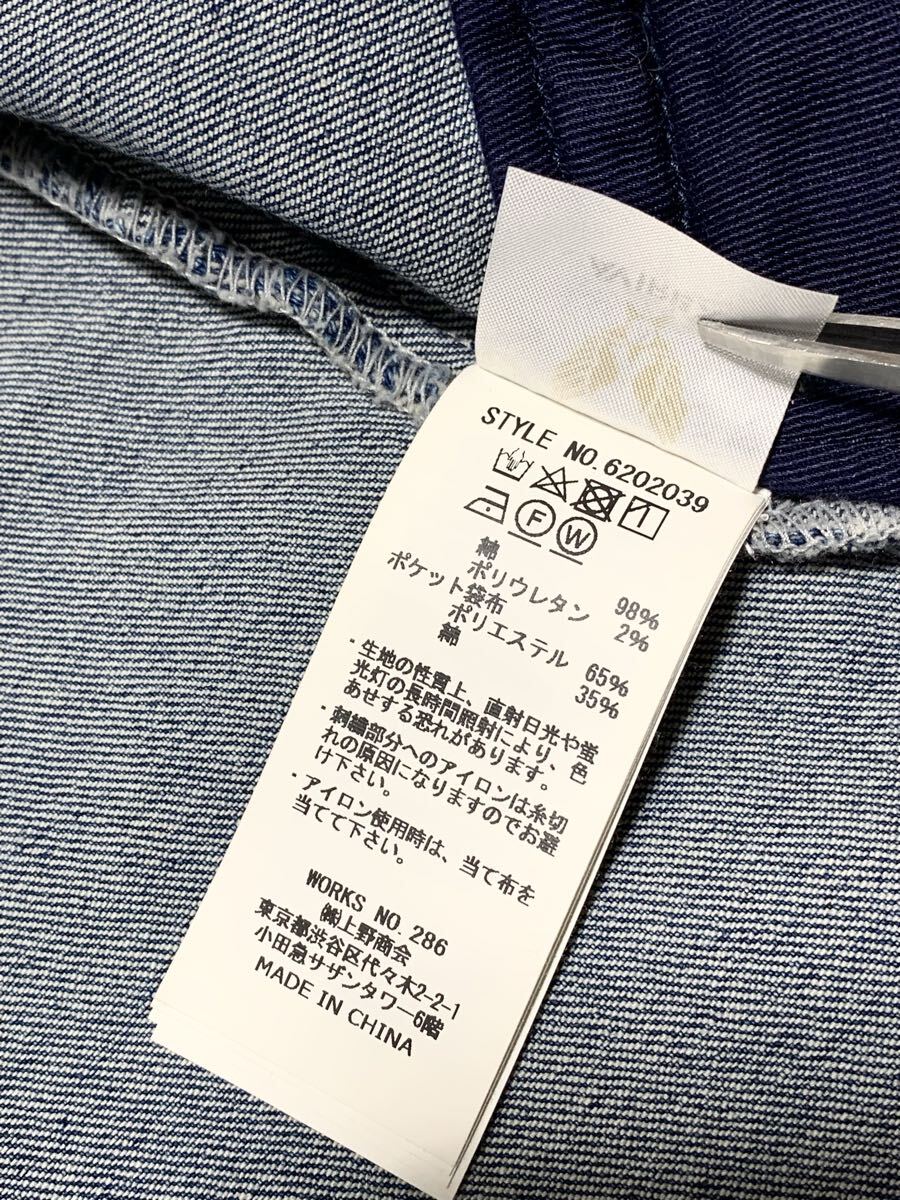 STYLE NO.6202039
F W
綿 98%
ポリウレタン 2%
ポケット袋布
ポリエステル 65%
綿 35%
・生地の性質上、直射日光や蛍
光灯の長時間照射により、色
あせする恐れがあります。
・刺繍部分へのアイロンは糸切
れの原因になりますのでお避
け下さい。
・アイロン使用時は、当て布を
当てて下さい。
WORKS NO.286
㈱上野商会
東京都渋谷区代々木2-2-1
小田急サザンタワー6階
MADE IN CHINA